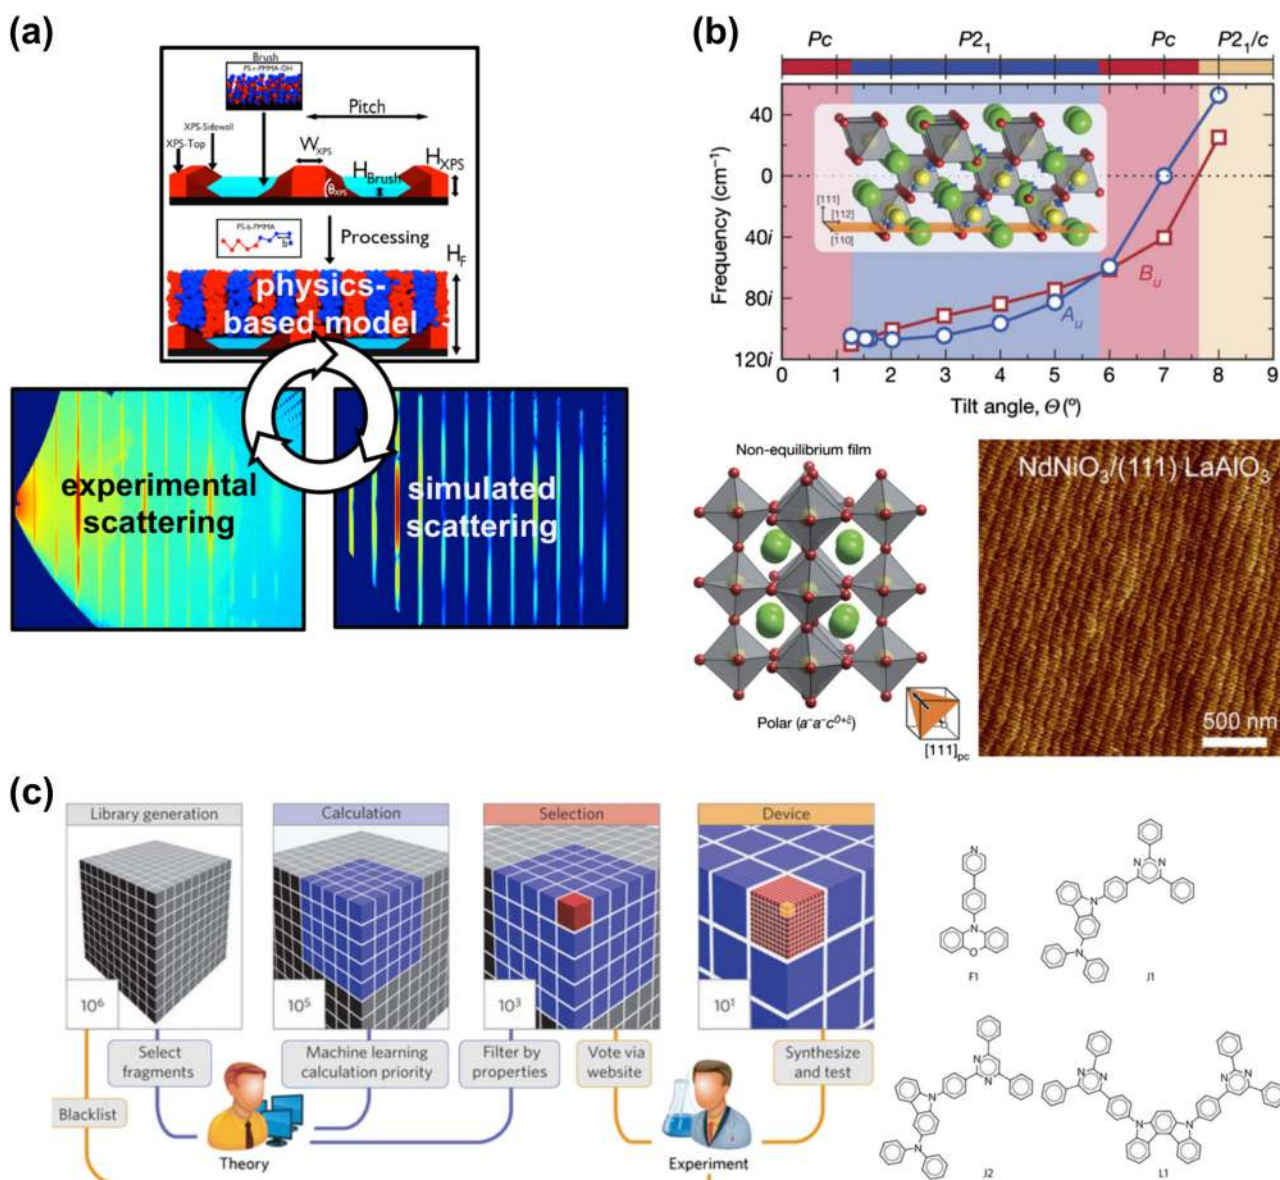 (a)
Brush
PS-r-PMMA-OH
Pitch
XPS-Sidewall
XPS-Top
W_XPS
H_XPS
H_Brush
θ_XPS
PS-b-PMMA
b
Processing
H_F
physics-
based model
experimental
scattering
simulated
scattering
(b)
Pc
P2₁
Pc
P2₁/c
Frequency (cm⁻¹)
40
0
40i
80i
120i
[111]
[112]
[110]
B_u
A_u
0 1 2 3 4 5 6 7 8 9
Tilt angle, Θ (°)
Non-equilibrium film
Polar (a⁻a⁻c⁰⁺ξ)
[111]pc
NdNiO₃/(111) LaAlO₃
500 nm
(c)
Library generation
Calculation
Selection
Device
10⁶
10⁵
10³
10¹
Select
fragments
Machine learning
calculation priority
Filter by
properties
Vote via
website
Synthesize
and test
Blacklist
Theory
Experiment
N
N
O
F1
N
N
N
N
J1
N
N
N
N
J2
N
N
N
N
N
N
L1